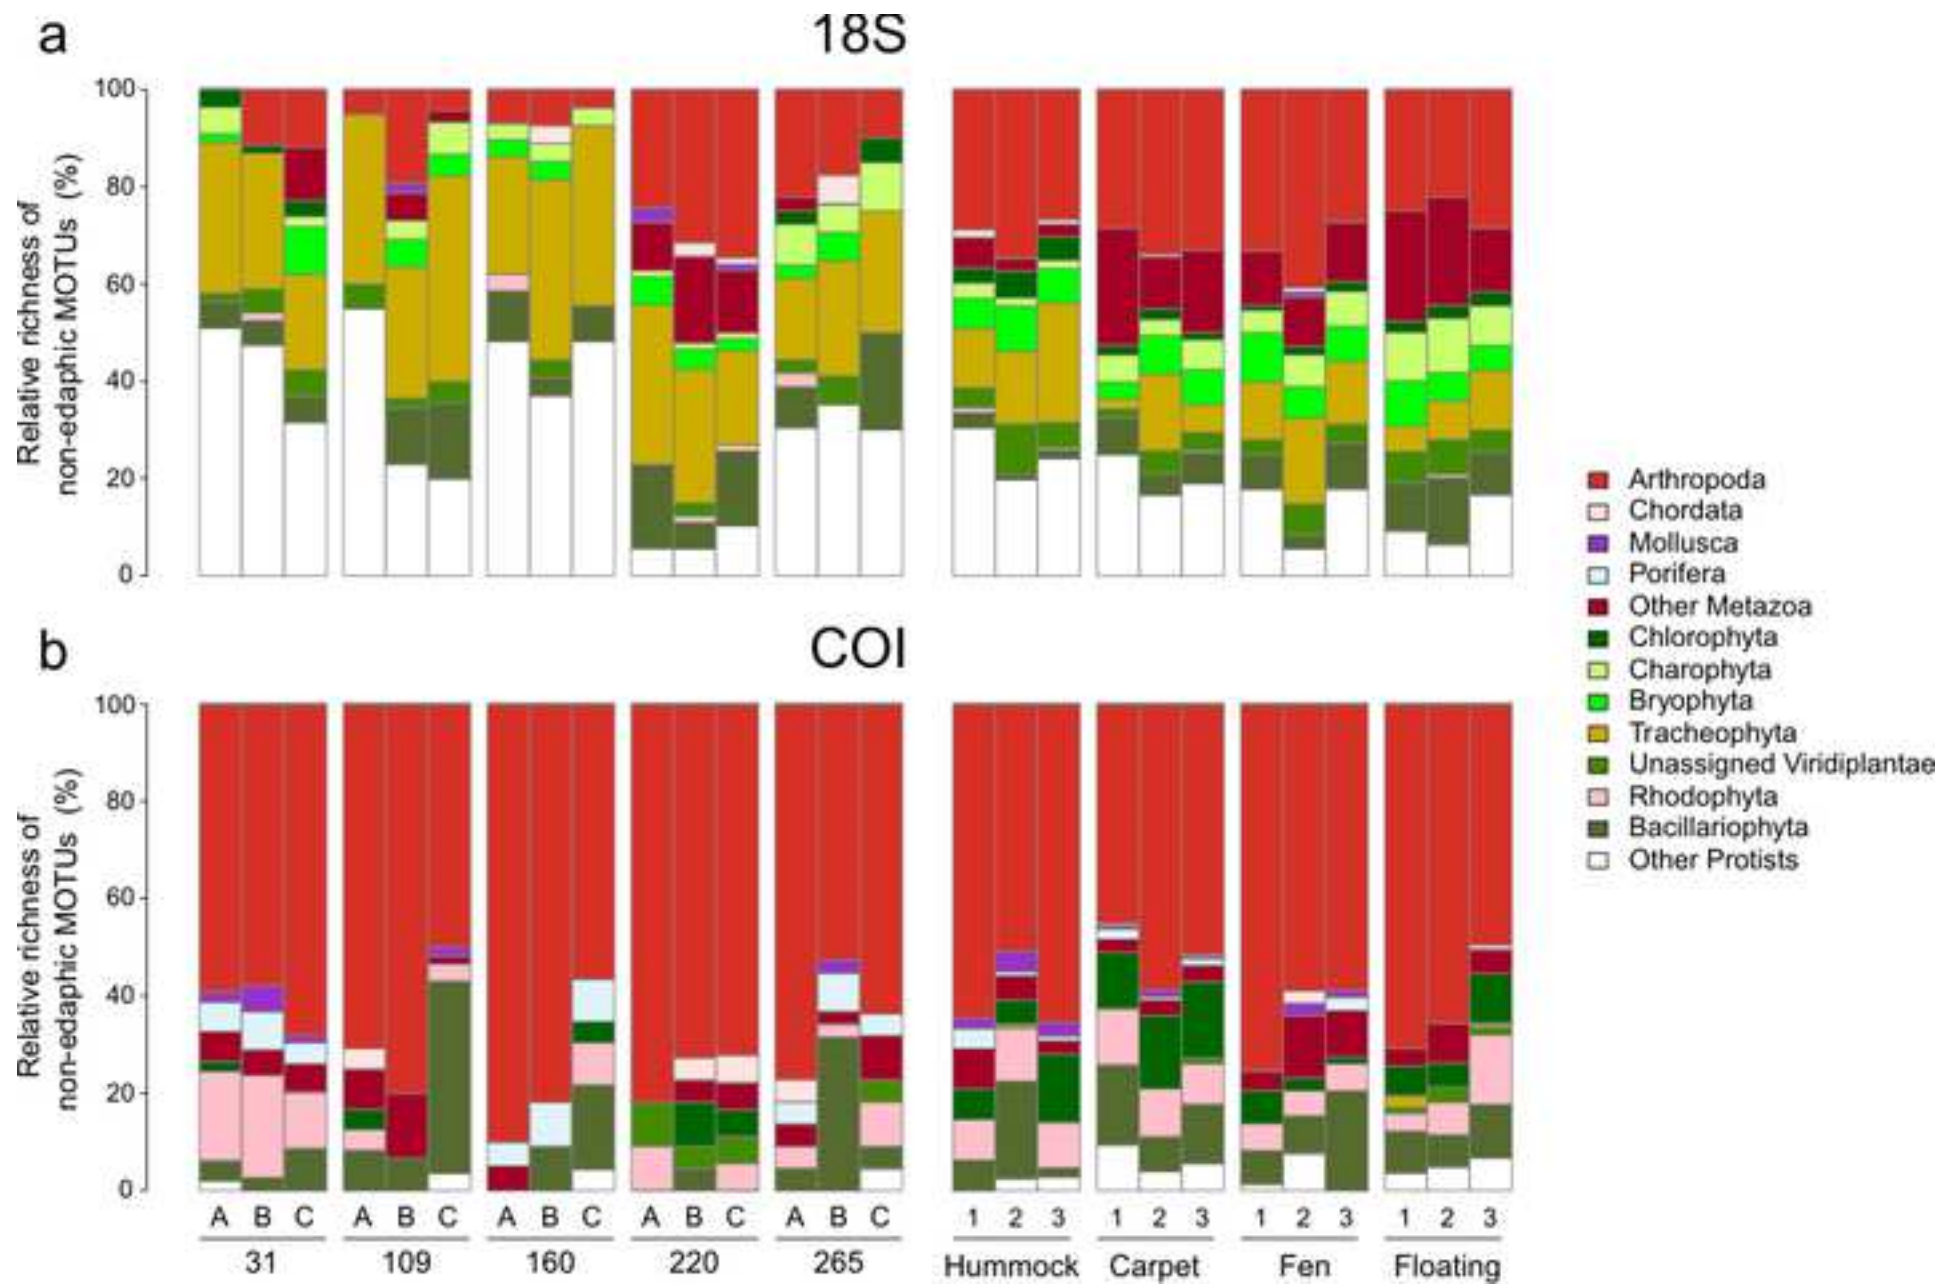 a
18S
Relative richness of
non-edaphic MOTUs (%)
100
80
60
40
20
0
Arthropoda
Chordata
Mollusca
Porifera
Other Metazoa
Chlorophyta
Charophyta
Bryophyta
Tracheophyta
Unassigned Viridiplantae
Rhodophyta
Bacillariophyta
Other Protists
b
COI
Relative richness of
non-edaphic MOTUs (%)
100
80
60
40
20
0
A B C A B C A B C A B C A B C 1 2 3 1 2 3 1 2 3 1 2 3
31 109 160 220 265 Hummock Carpet Fen Floating